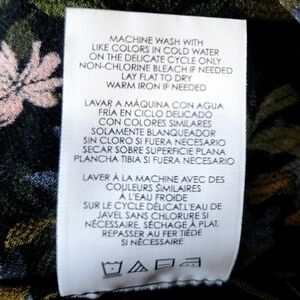 MACHINE WASH WITH
LIKE COLORS IN COLD WATER
ON THE DELICATE CYCLE ONLY
NON-CHLORINE BLEACH IF NEEDED
LAY FLAT TO DRY
WARM IRON IF NEEDED
LAVAR A MÁQUINA CON AGUA
FRÍA EN CICLO DELICADO
CON COLORES SIMILARES
SOLAMENTE BLANQUEADOR
SIN CLORO SI FUERA NECESARIO
SECAR SOBRE SUPERFICIE PLANA
PLANCHA TIBIA SI FUERA NECESARIO
LAVER À LA MACHINE AVEC DES
COULEURS SIMILAIRES
À L'EAU FROIDE
SUR LE CYCLE DÉLICAT.L'EAU DE
JAVEL SANS CHLORURE SI
NÉCESSAIRE, SÉCHAGE À PLAT.
REPASSER AU FER TIÈDE
SI NÉCESSAIRE